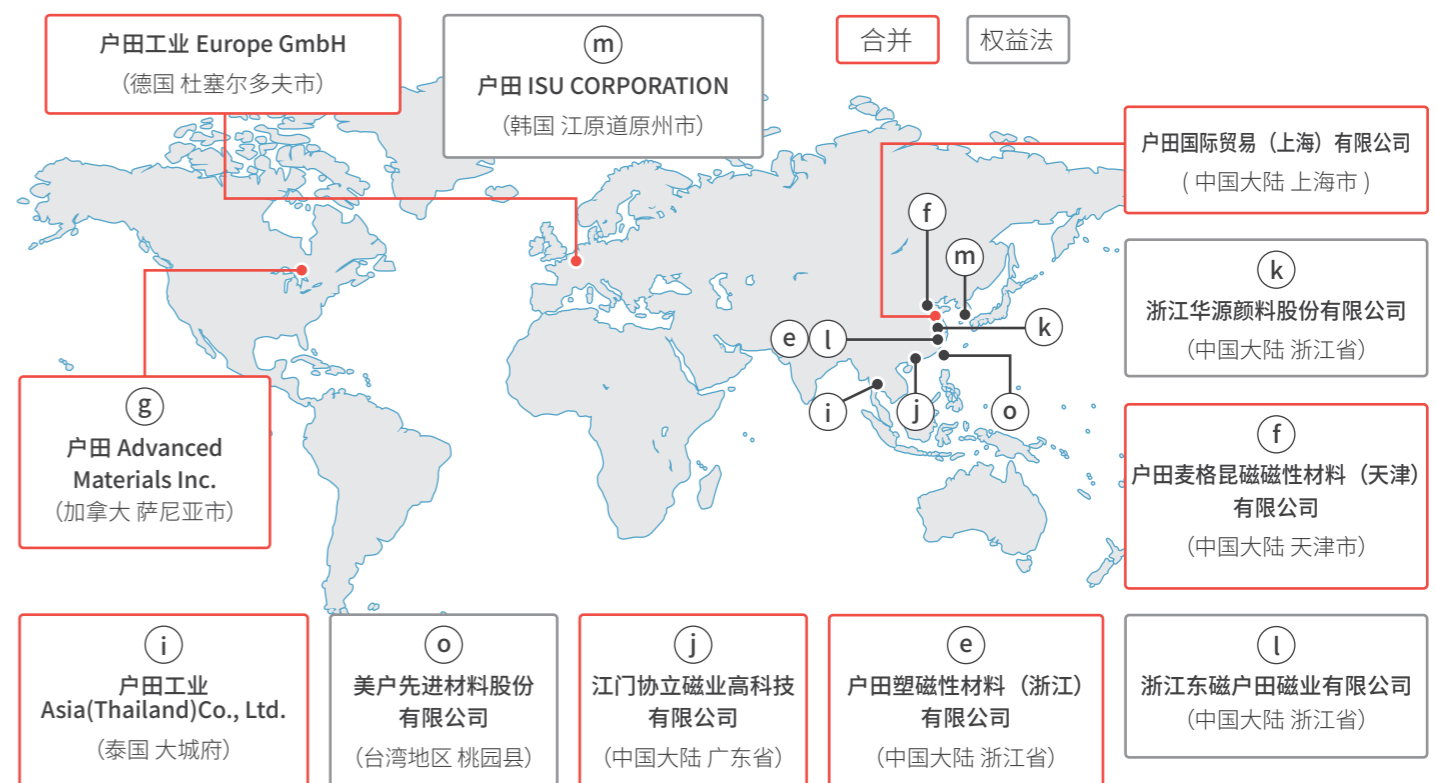 户田工业 Europe GmbH
（德国 杜塞尔多夫市）
m
户田 ISU CORPORATION
（韩国 江原道原州市）
合并
权益法
户田国际贸易（上海）有限公司
( 中国大陆 上海市 )
f
m
k
e
l
i
j
o
k
浙江华源颜料股份有限公司
（中国大陆 浙江省）
g
户田 Advanced
Materials Inc.
（加拿大 萨尼亚市）
f
户田麦格昆磁磁性材料（天津）
有限公司
（中国大陆 天津市）
i
户田工业
Asia(Thailand)Co., Ltd.
（泰国 大城府）
o
美户先进材料股份
有限公司
（台湾地区 桃园县）
j
江门协立磁业高科技
有限公司
（中国大陆 广东省）
e
户田塑磁性材料（浙江）
有限公司
（中国大陆 浙江省）
l
浙江东磁户田磁业有限公司
（中国大陆 浙江省）